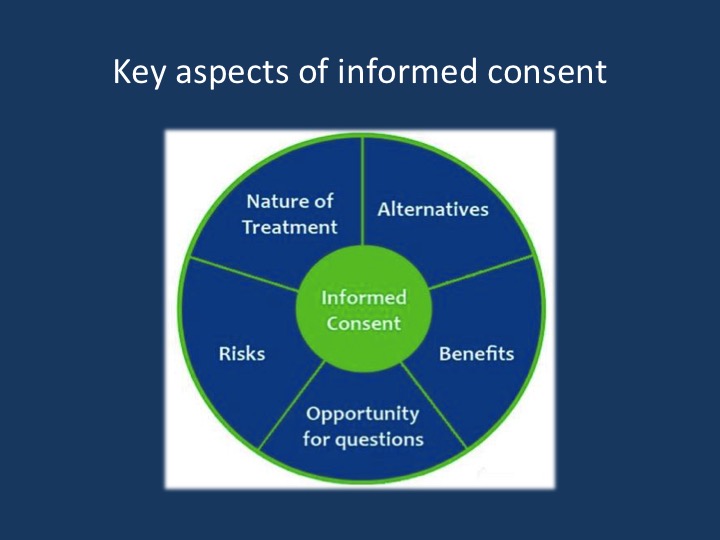 Key aspects of informed consent
Nature of
Treatment
Alternatives
Informed
Consent
Risks
Benefits
Opportunity
for questions